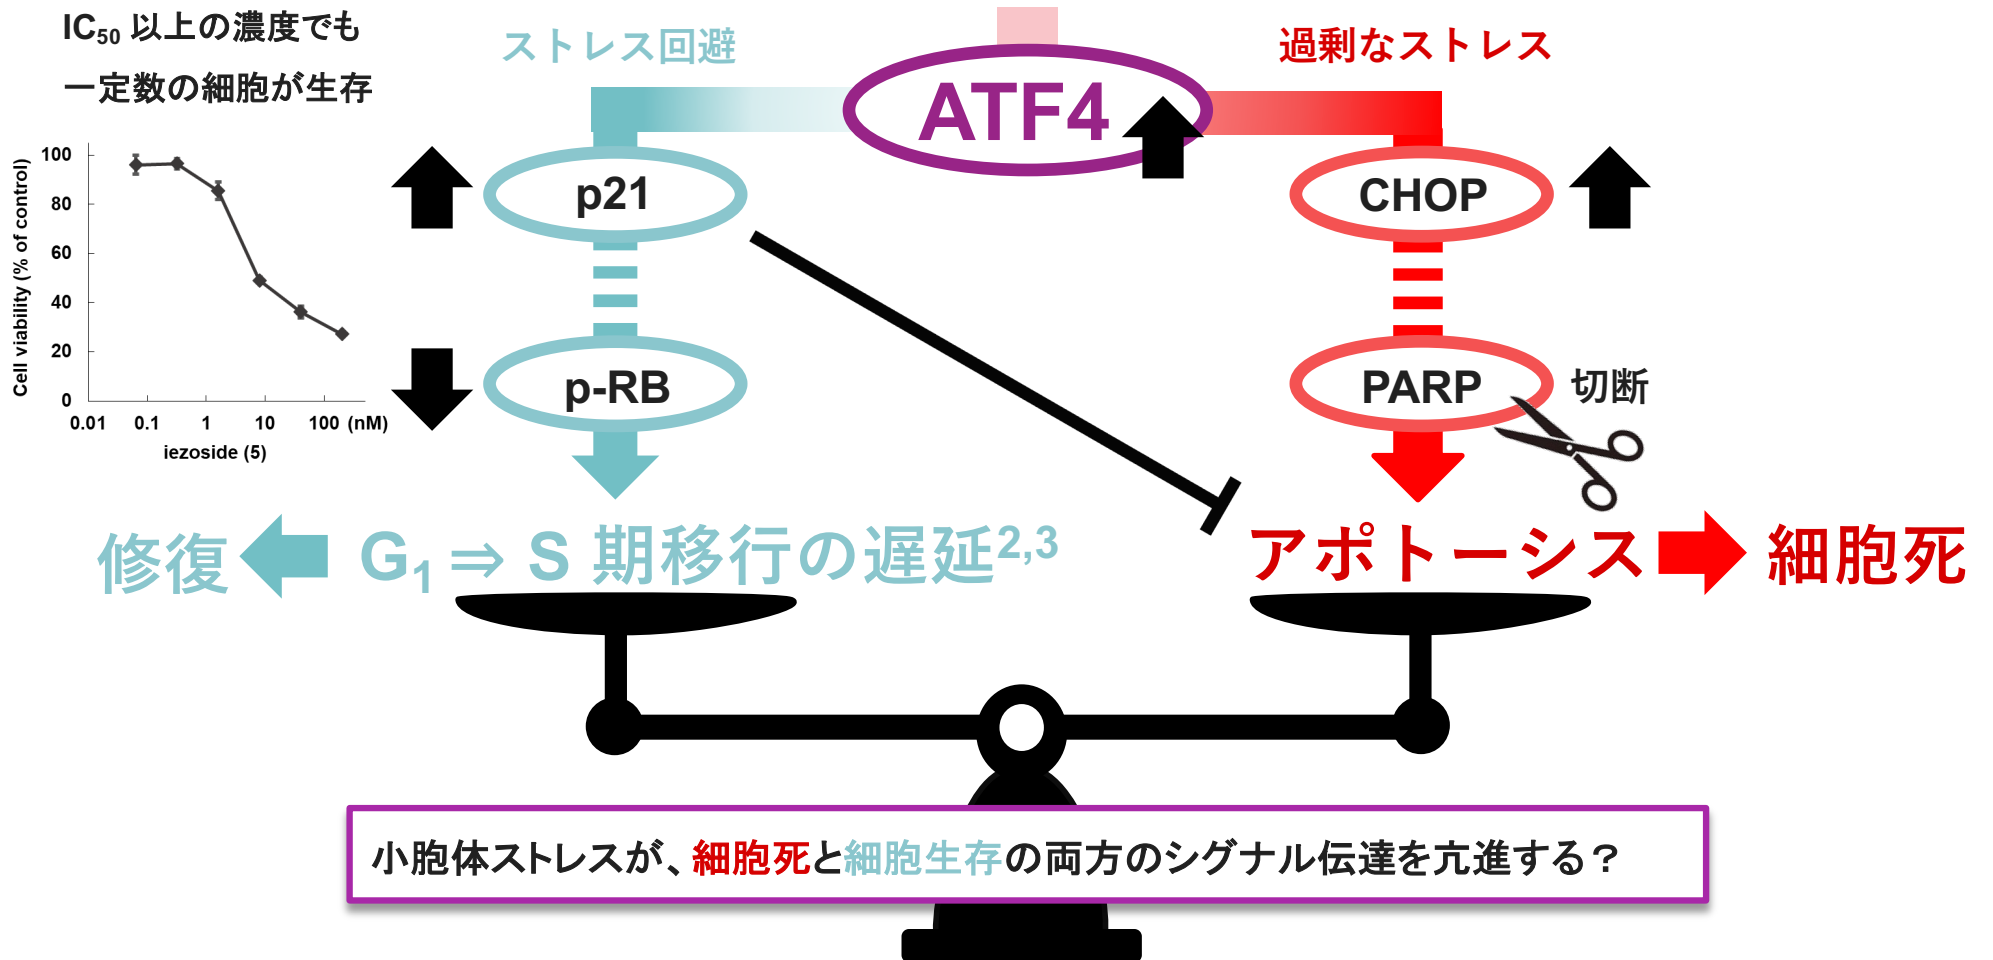 IC50 以上の濃度でも
一定数の細胞が生存
ストレス回避
過剰なストレス
ATF4
p21
CHOP
p-RB
PARP
切断
Cell viability (% of control)
100
80
60
40
20
0
0.01 0.1 1 10 100 (nM)
iezoside (5)
修復
G1 ⇒ S 期移行の遅延2,3
アポトーシス
細胞死
小胞体ストレスが、細胞死と細胞生存の両方のシグナル伝達を亢進する？